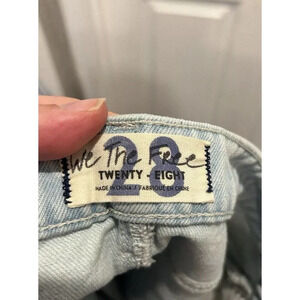 28
We The Free
TWENTY - EIGHT
MADE IN CHINA / FABRIQUÉ EN CHINE